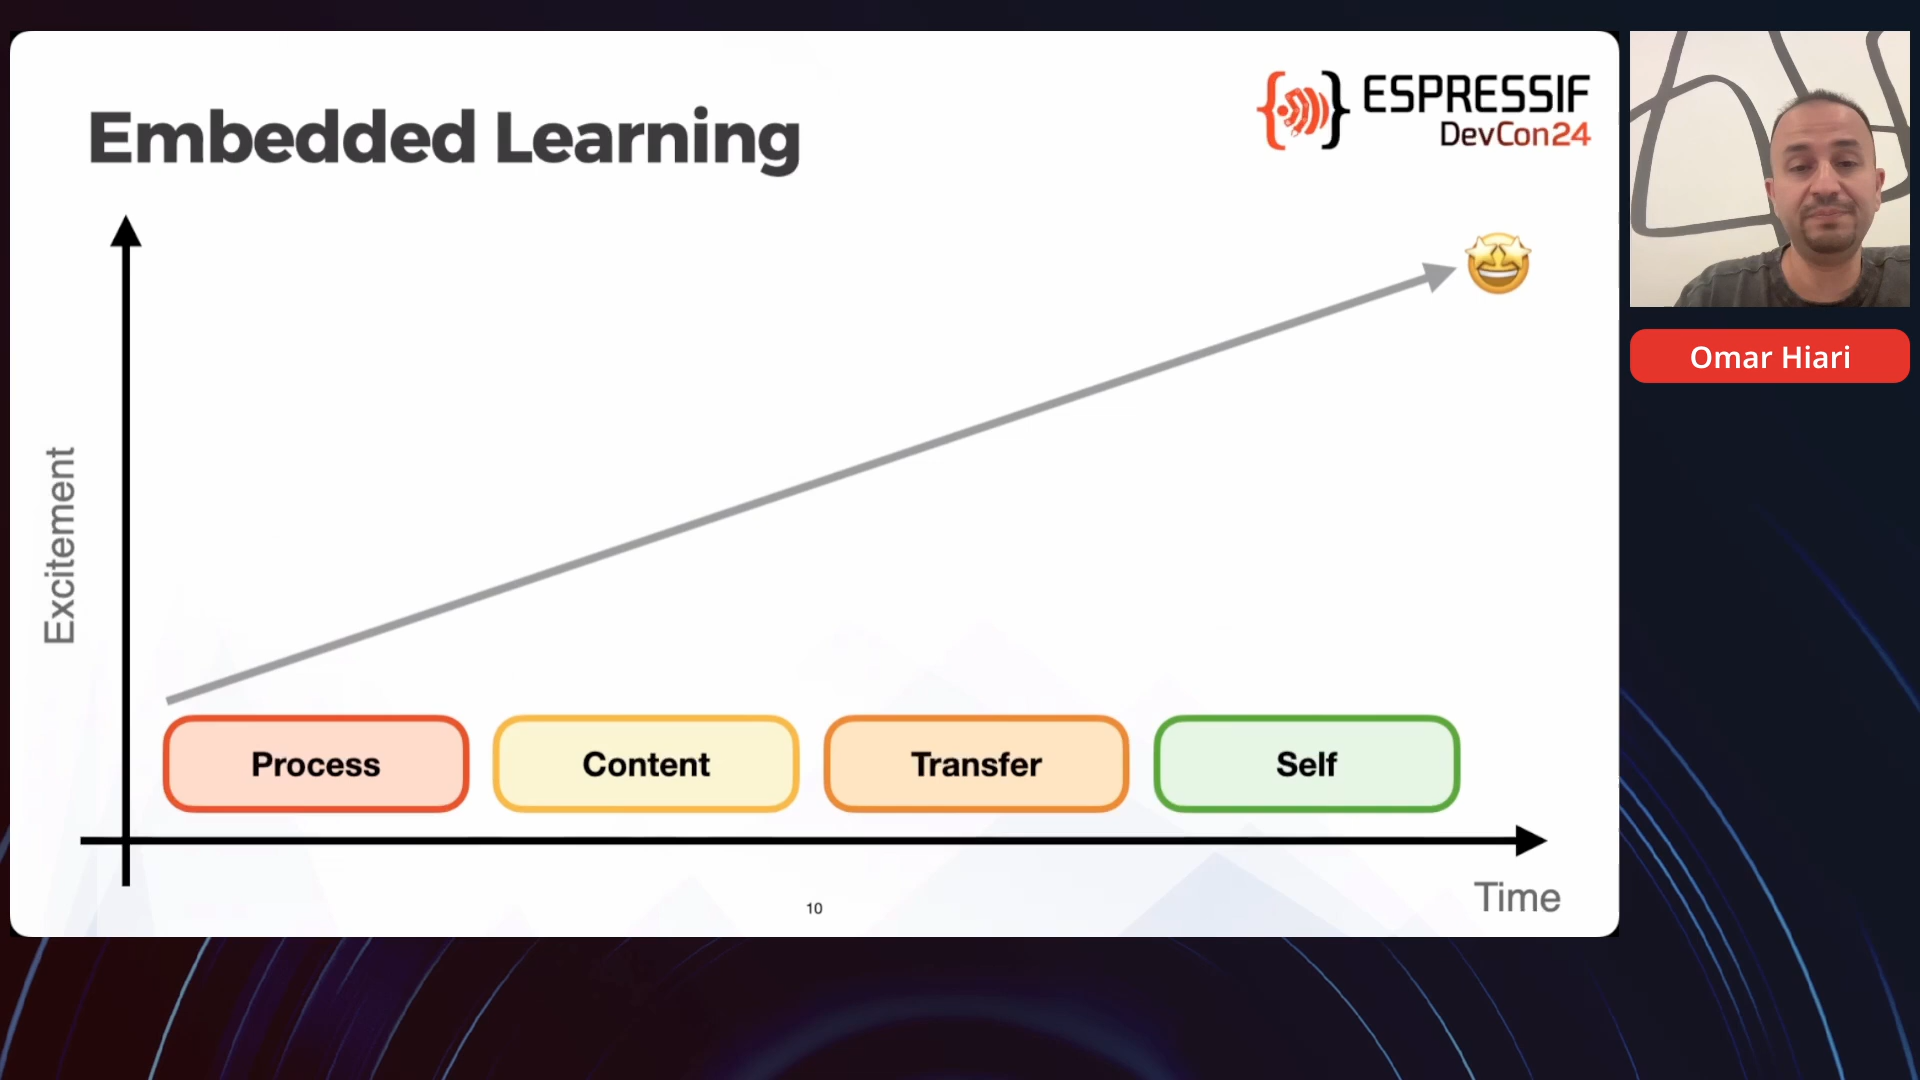 Embedded Learning
ESPRESSIF
DevCon24
Omar Hiari
Excitement
Process
Content
Transfer
Self
Time
10